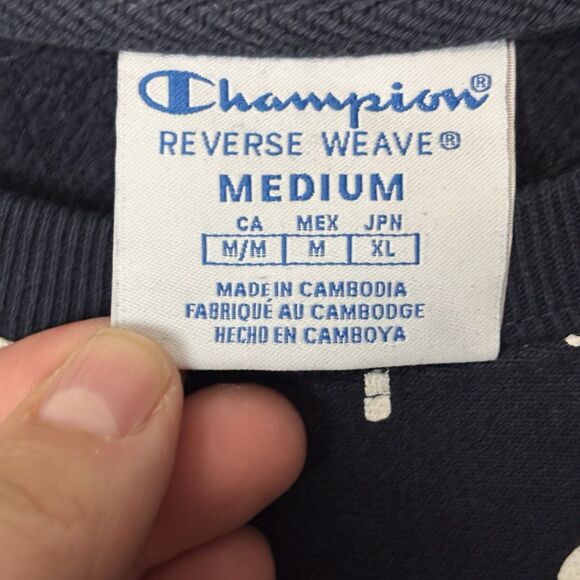 Champion®
REVERSE WEAVE®
MEDIUM
CA MEX JPN
M/M M XL
MADE IN CAMBODIA
FABRIQUÉ AU CAMBODGE
HECHO EN CAMBOYA